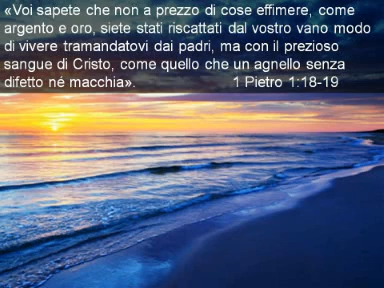 «Voi sapete che non a prezzo di cose effimere, come
argento e oro, siete stati riscattati dal vostro vano modo
di vivere tramandatovi dai padri, ma con il prezioso
sangue di Cristo, come quello che un agnello senza
difetto né macchia». 1 Pietro 1:18-19